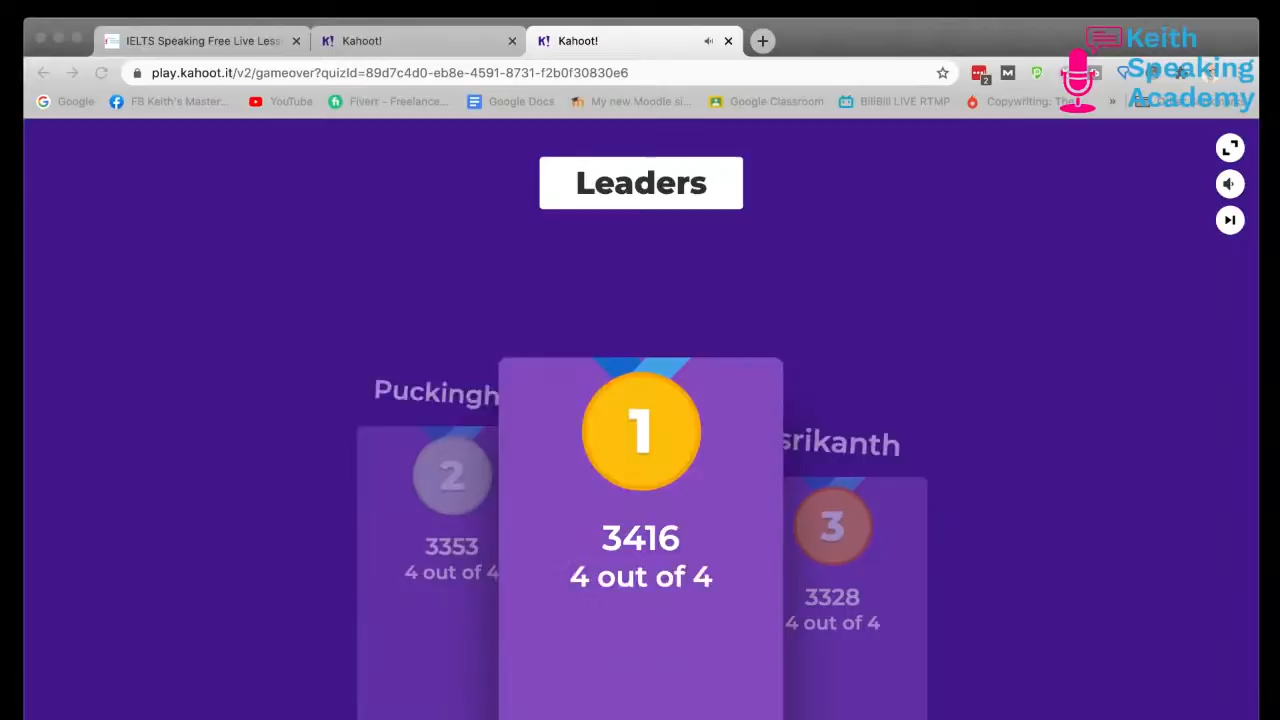 IELTS Speaking Free Live Less
Kahoot!
Kahoot!
Keith
Speaking
Academy
play.kahoot.it/v2/gameover?quizId=89d7c4d0-eb8e-4591-8731-f2b0f30830e6
2
Google
FB Keith's Master...
YouTube
Fiverr - Freelance...
Google Docs
My new Moodle si...
Google Classroom
BiliBili LIVE RTMP
Copywriting: The
Leaders
Puckingh
srikanth
1
2
3
3416
4 out of 4
3353
4 out of 4
3328
4 out of 4